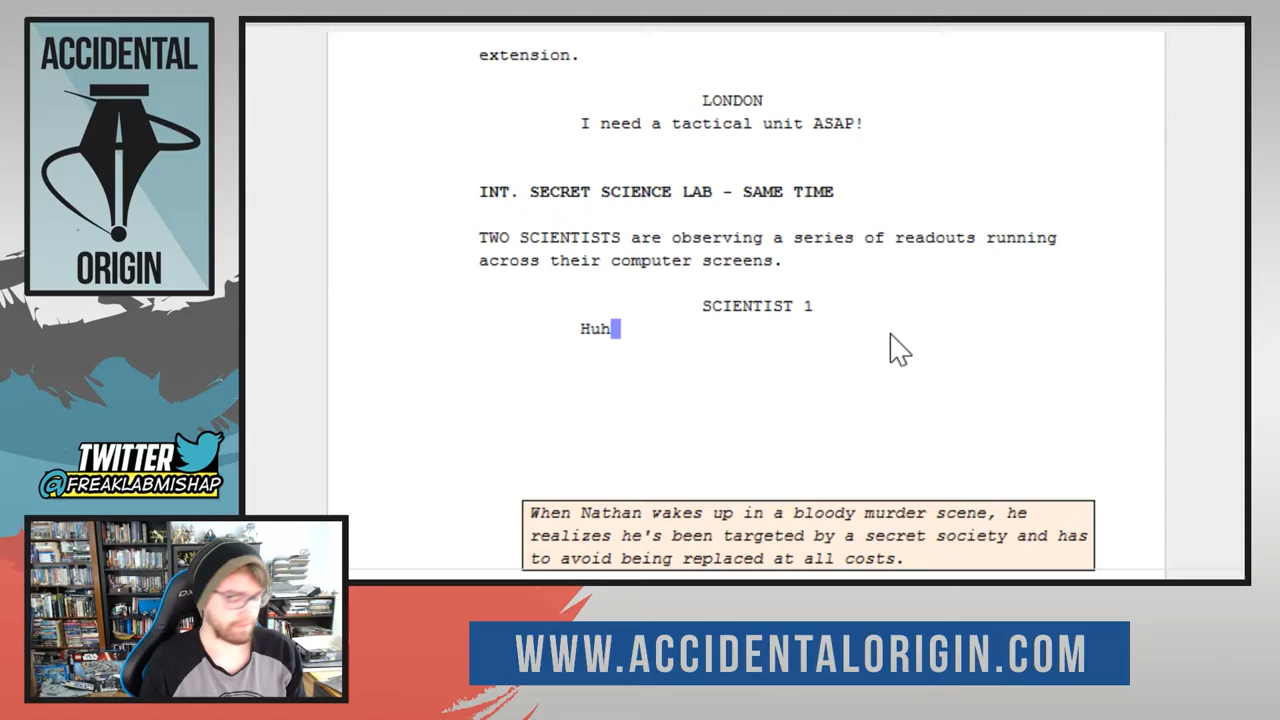 ACCIDENTAL
ORIGIN
extension.
LONDON
I need a tactical unit ASAP!
INT. SECRET SCIENCE LAB - SAME TIME
TWO SCIENTISTS are observing a series of readouts running
across their computer screens.
SCIENTIST 1
Huh
When Nathan wakes up in a bloody murder scene, he
realizes he's been targeted by a secret society and has
to avoid being replaced at all costs.
TWITTER
@FREAKLABMISHAP
DX
WWW.ACCIDENTALORIGIN.COM